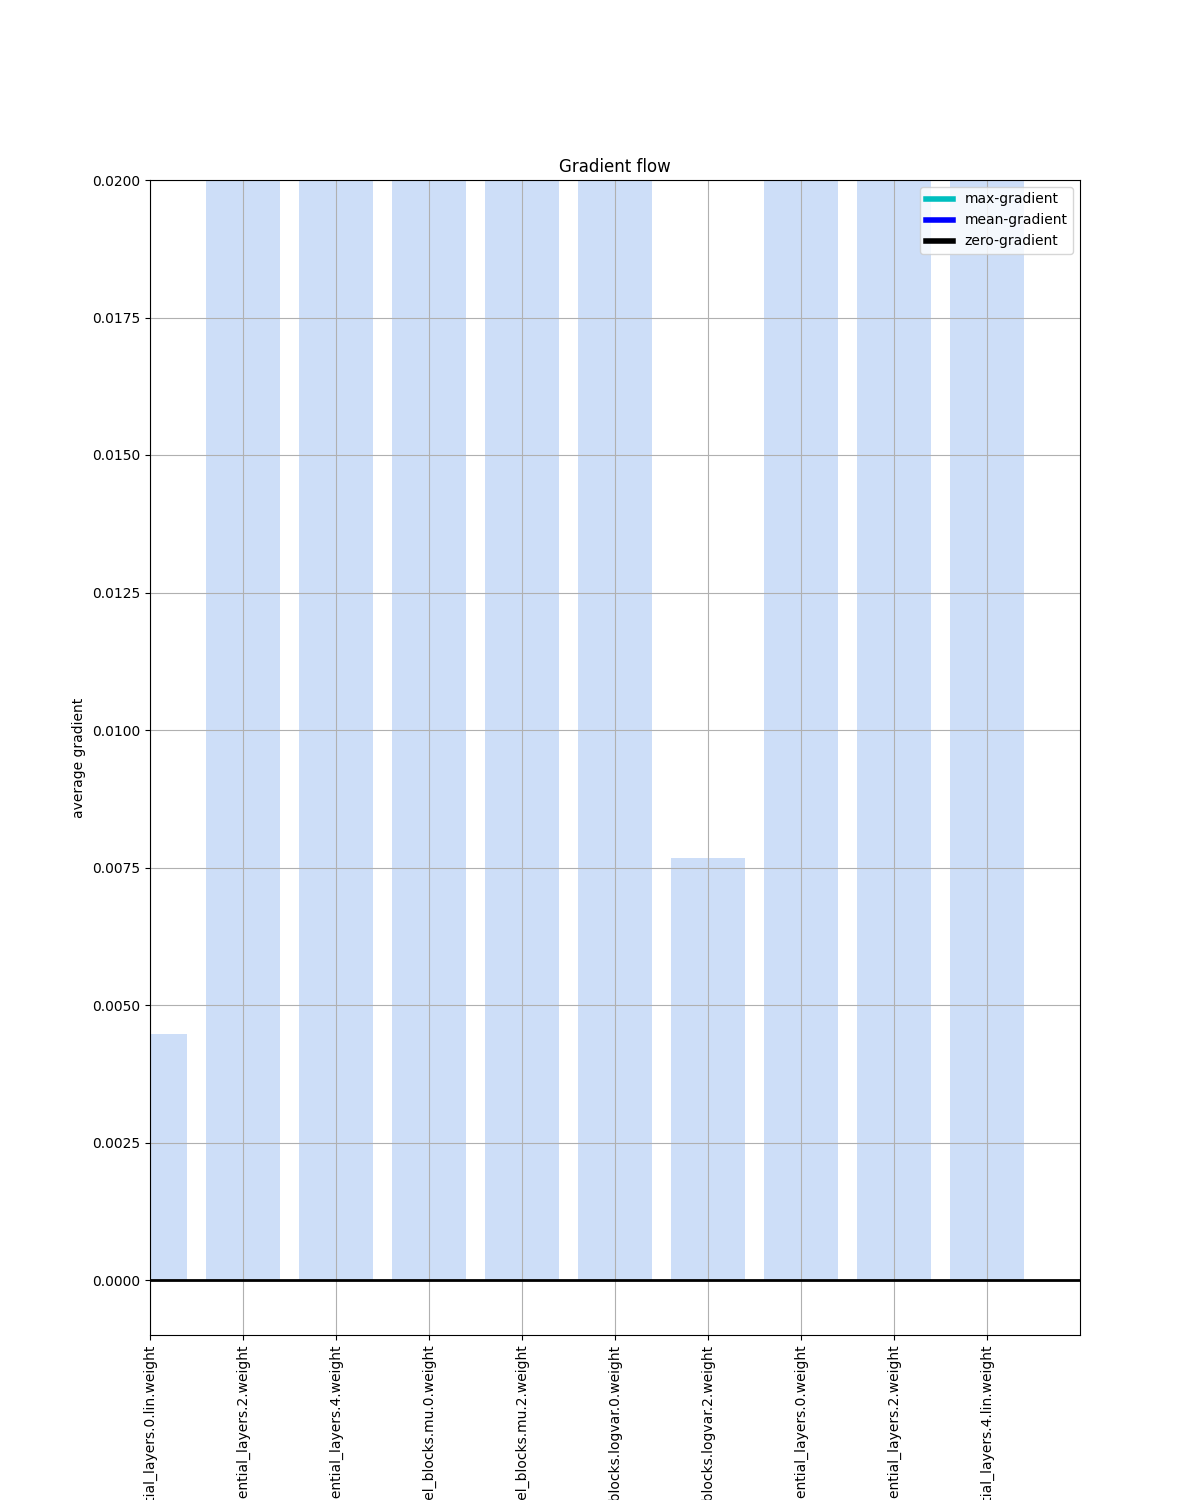 Gradient flow
max-gradient
mean-gradient
zero-gradient
average gradient
0.0200
0.0175
0.0150
0.0125
0.0100
0.0075
0.0050
0.0025
0.0000
tial_layers.0.lin.weight
ential_layers.2.weight
ential_layers.4.weight
el_blocks.mu.0.weight
el_blocks.mu.2.weight
blocks.logvar.0.weight
blocks.logvar.2.weight
ential_layers.0.weight
ential_layers.2.weight
tial_layers.4.lin.weight